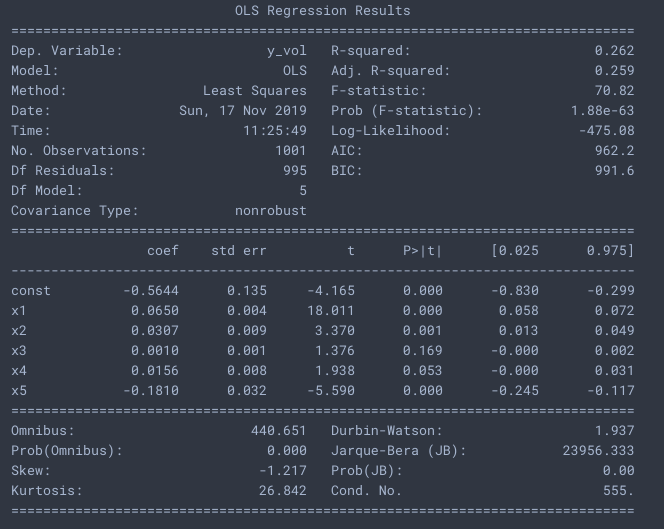 OLS Regression Results
==============================================================================
Dep. Variable:                  y_vol   R-squared:                       0.262
Model:                            OLS   Adj. R-squared:                  0.259
Method:                 Least Squares   F-statistic:                     70.82
Date:                Sun, 17 Nov 2019   Prob (F-statistic):           1.88e-63
Time:                        11:25:49   Log-Likelihood:                -475.08
No. Observations:                1001   AIC:                             962.2
Df Residuals:                     995   BIC:                             991.6
Df Model:                           5
Covariance Type:            nonrobust
==============================================================================
                 coef    std err          t      P>|t|      [0.025      0.975]
------------------------------------------------------------------------------
const         -0.5644      0.135     -4.165      0.000      -0.830      -0.299
x1             0.0650      0.004     18.011      0.000       0.058       0.072
x2             0.0307      0.009      3.370      0.001       0.013       0.049
x3             0.0010      0.001      1.376      0.169      -0.000       0.002
x4             0.0156      0.008      1.938      0.053      -0.000       0.031
x5            -0.1810      0.032     -5.590      0.000      -0.245      -0.117
==============================================================================
Omnibus:                      440.651   Durbin-Watson:                   1.937
Prob(Omnibus):                  0.000   Jarque-Bera (JB):            23956.333
Skew:                          -1.217   Prob(JB):                         0.00
Kurtosis:                      26.842   Cond. No.                         555.
==============================================================================